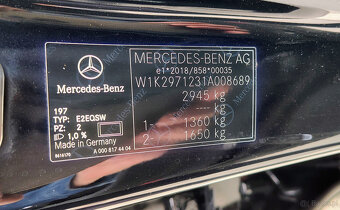 MERCEDES-BENZ AG
e1*2018/858*00035
W1K2971231A008689
2945 kg
---- kg
1- 1360 kg
2- 1650 kg
Mercedes-Benz
197
TYP: E2EQSW
PZ: 2
1,0 %
Made in Germany
A 000 817 44 04